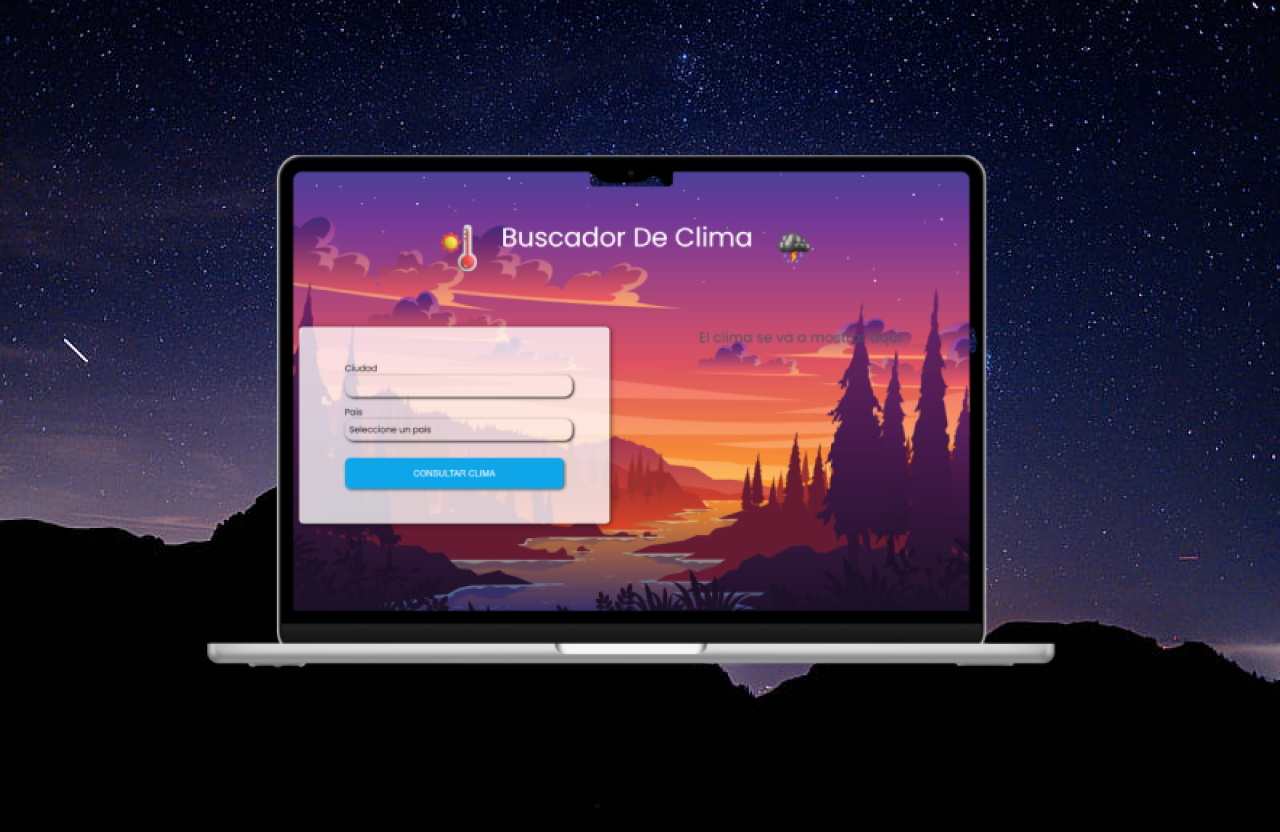 Buscador De Clima
El clima se va a mostrar aquí
Ciudad
País
Seleccione un país
CONSULTAR CLIMA